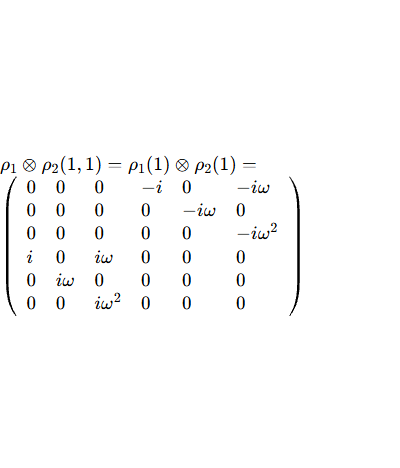 ρ₁ ⊗ ρ₂(1, 1) = ρ₁(1) ⊗ ρ₂(1) =
0 0 0 −i 0 −iω
0 0 0 0 −iω 0
0 0 0 0 0 −iω²
i 0 iω 0 0 0
0 iω 0 0 0 0
0 0 iω² 0 0 0